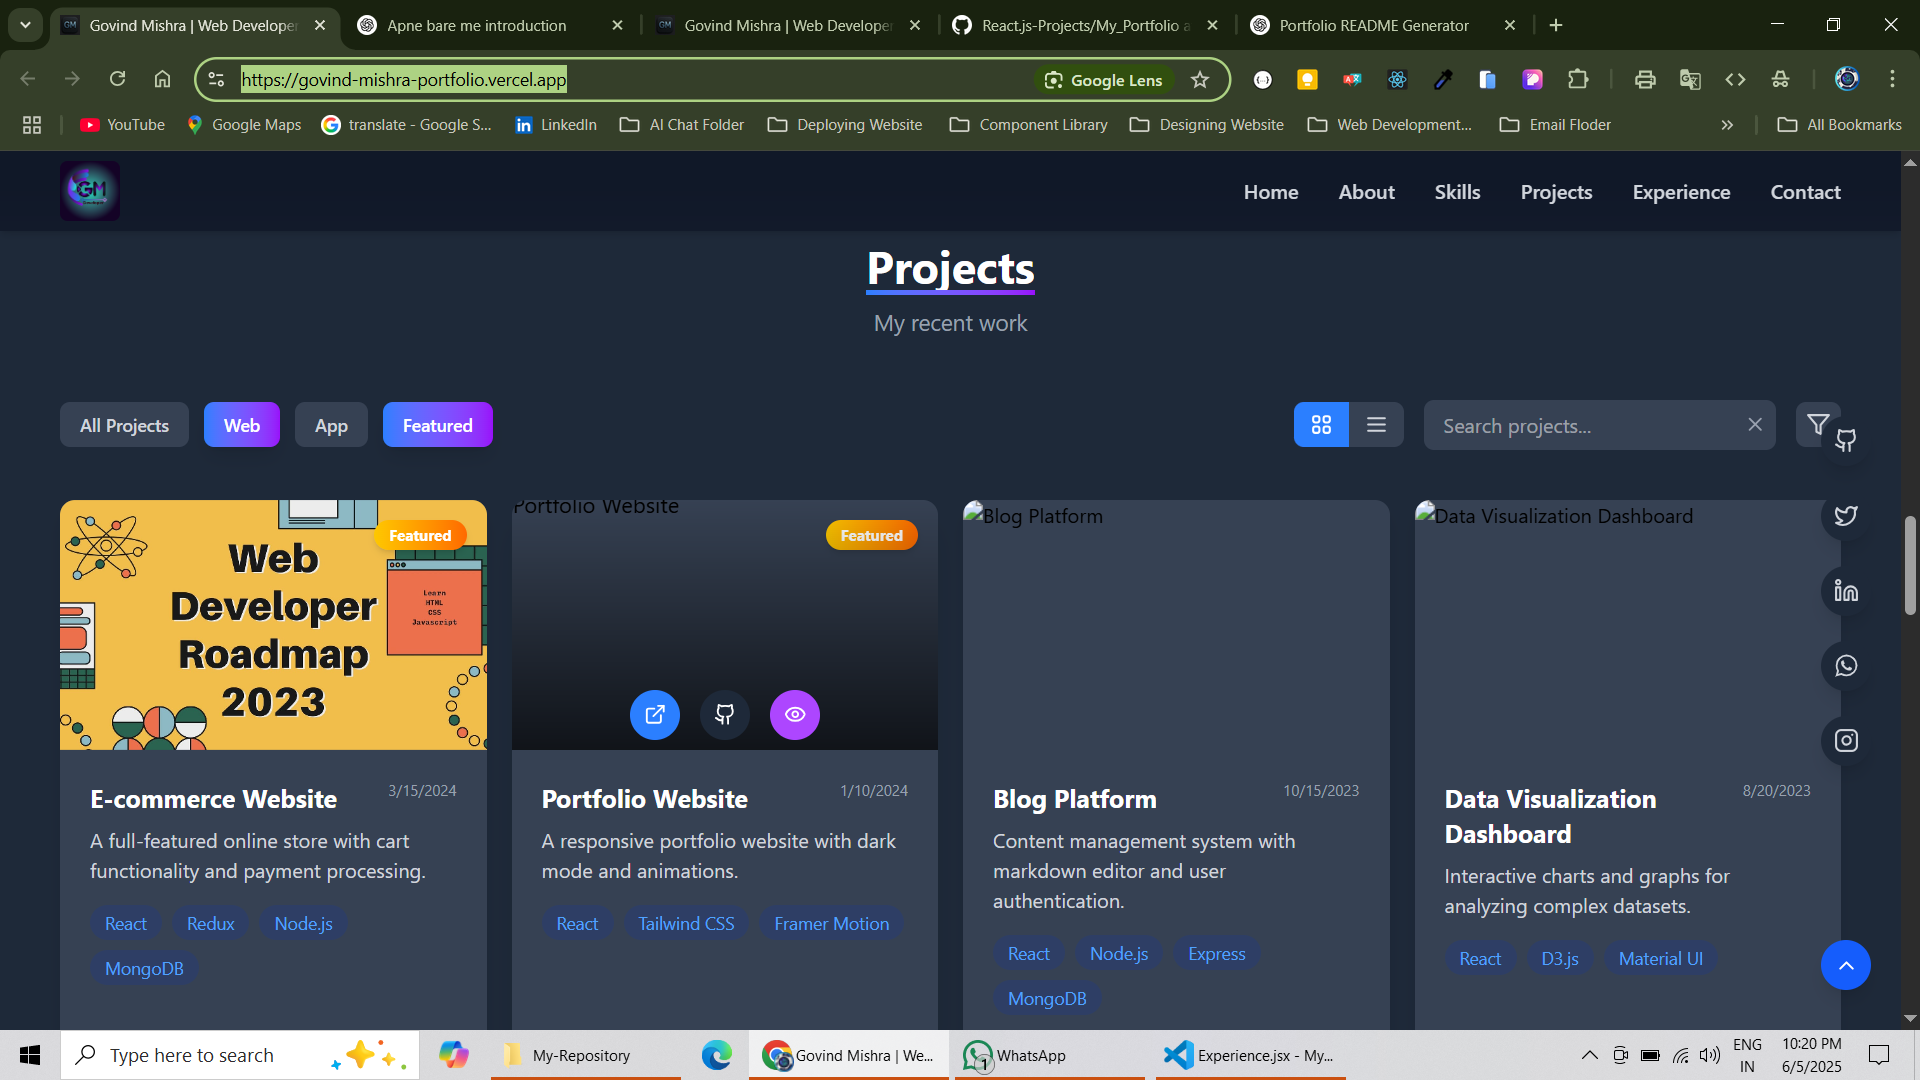 Govind Mishra | Web Developer
Apne bare me introduction
Govind Mishra | Web Developer
React.js-Projects/My_Portfolio a
Portfolio README Generator
https://govind-mishra-portfolio.vercel.app
Google Lens
YouTube
Google Maps
translate - Google S...
LinkedIn
AI Chat Folder
Deploying Website
Component Library
Designing Website
Web Development...
Email Floder
All Bookmarks
GM
Home
About
Skills
Projects
Experience
Contact
Projects
My recent work
All Projects
Web
App
Featured
Search projects...
Featured
Web
Developer
Roadmap
2023
Learn
HTML
CSS
Javascript
Portfolio Website
Featured
Blog Platform
Data Visualization Dashboard
E-commerce Website
3/15/2024
A full-featured online store with cart
functionality and payment processing.
React
Redux
Node.js
MongoDB
Portfolio Website
1/10/2024
A responsive portfolio website with dark
mode and animations.
React
Tailwind CSS
Framer Motion
Blog Platform
10/15/2023
Content management system with
markdown editor and user
authentication.
React
Node.js
Express
MongoDB
Data Visualization
Dashboard
8/20/2023
Interactive charts and graphs for
analyzing complex datasets.
React
D3.js
Material UI
Type here to search
My-Repository
Govind Mishra | We...
1
WhatsApp
Experience.jsx - My...
ENG
IN
10:20 PM
6/5/2025